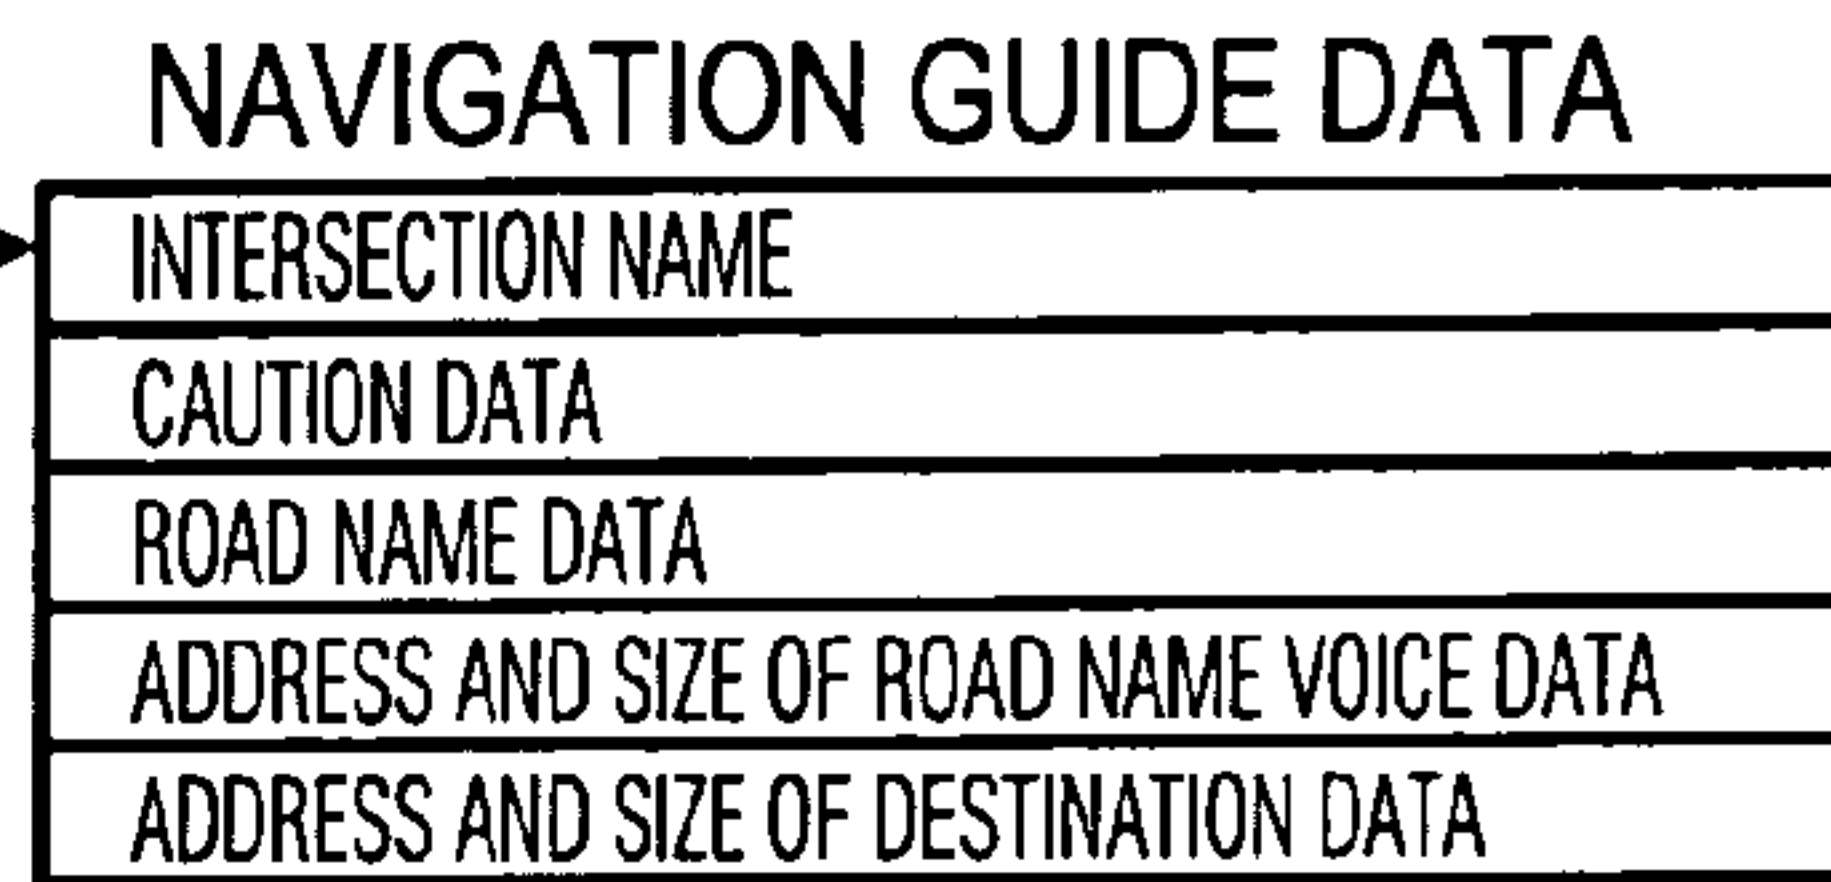 NAVIGATION GUIDE DATA
INTERSECTION NAME
CAUTION DATA
ROAD NAME DATA
ADDRESS AND SIZE OF ROAD NAME VOICE DATA
ADDRESS AND SIZE OF DESTINATION DATA